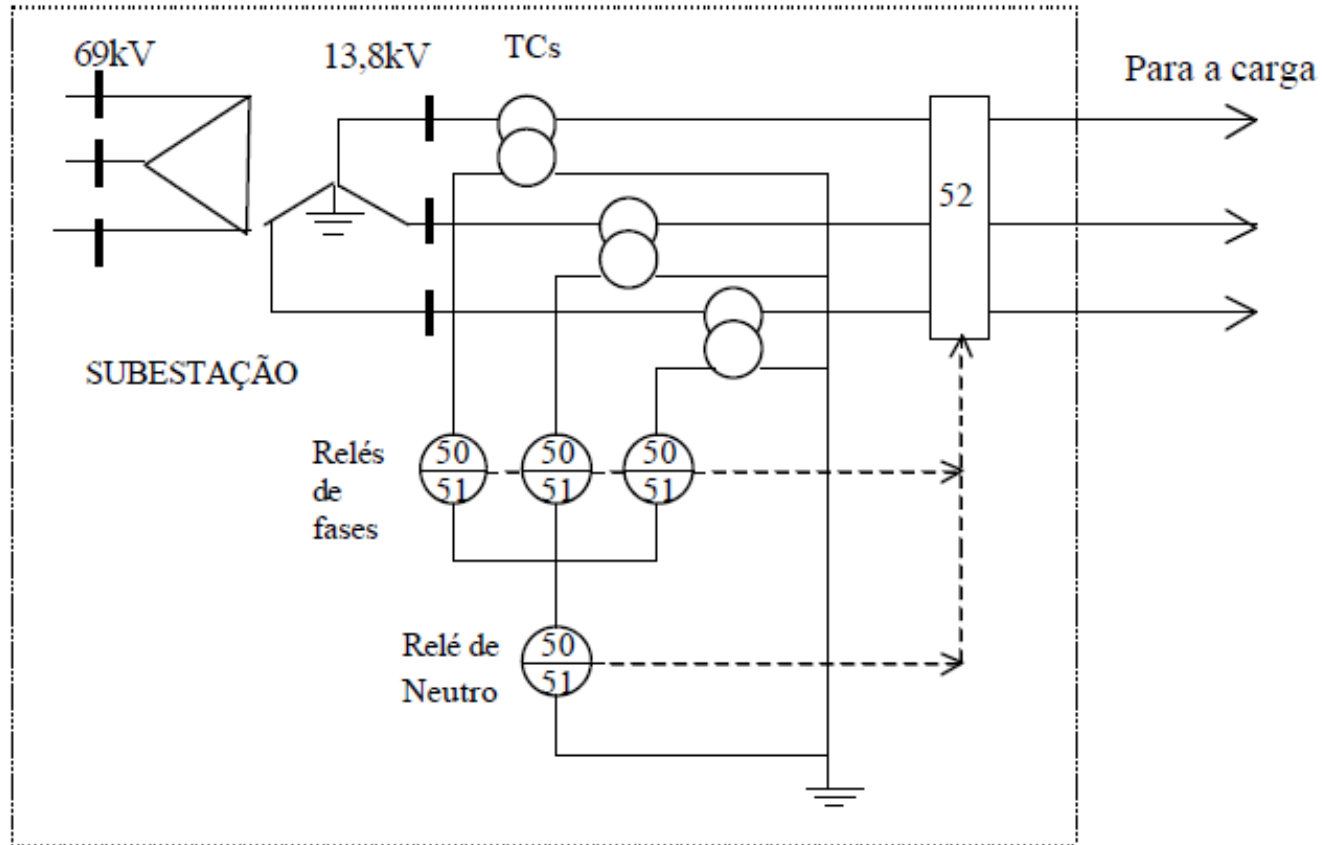 69kV
13,8kV
TCs
Para a carga
52
SUBESTAÇÃO
Relés
de
fases
50
51
50
51
50
51
Relé de
Neutro
50
51